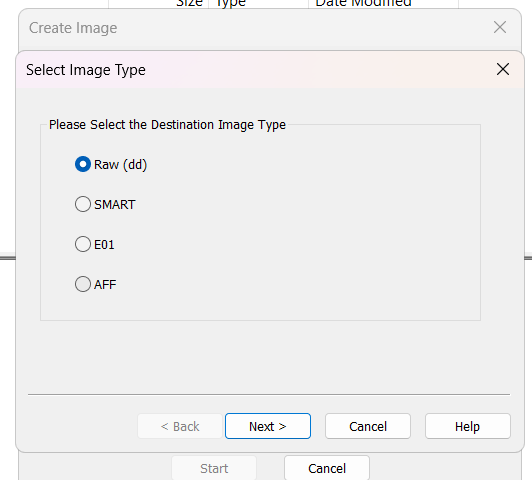 Size Type Date Modified
Create Image
Select Image Type
Please Select the Destination Image Type
Raw (dd)
SMART
E01
AFF
< Back Next > Cancel Help
Start Cancel